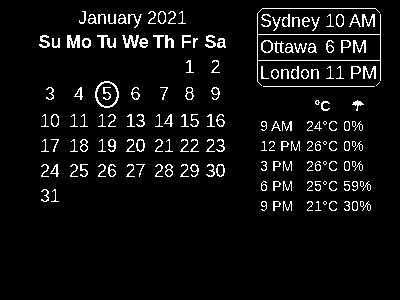 January 2021
Su Mo Tu We Th Fr Sa
1 2
3 4 5 6 7 8 9
10 11 12 13 14 15 16
17 18 19 20 21 22 23
24 25 26 27 28 29 30
31
Sydney 10 AM
Ottawa 6 PM
London 11 PM
°C ☂
9 AM 24°C 0%
12 PM 26°C 0%
3 PM 26°C 0%
6 PM 25°C 59%
9 PM 21°C 30%